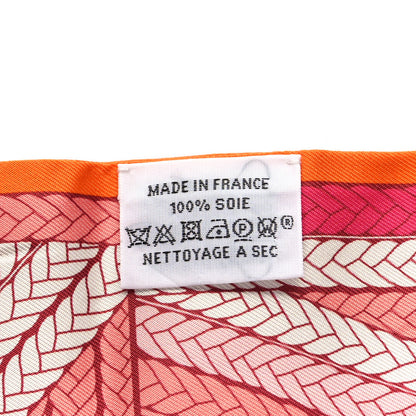 MADE IN FRANCE
100% SOIE
P W ®
NETTOYAGE A SEC